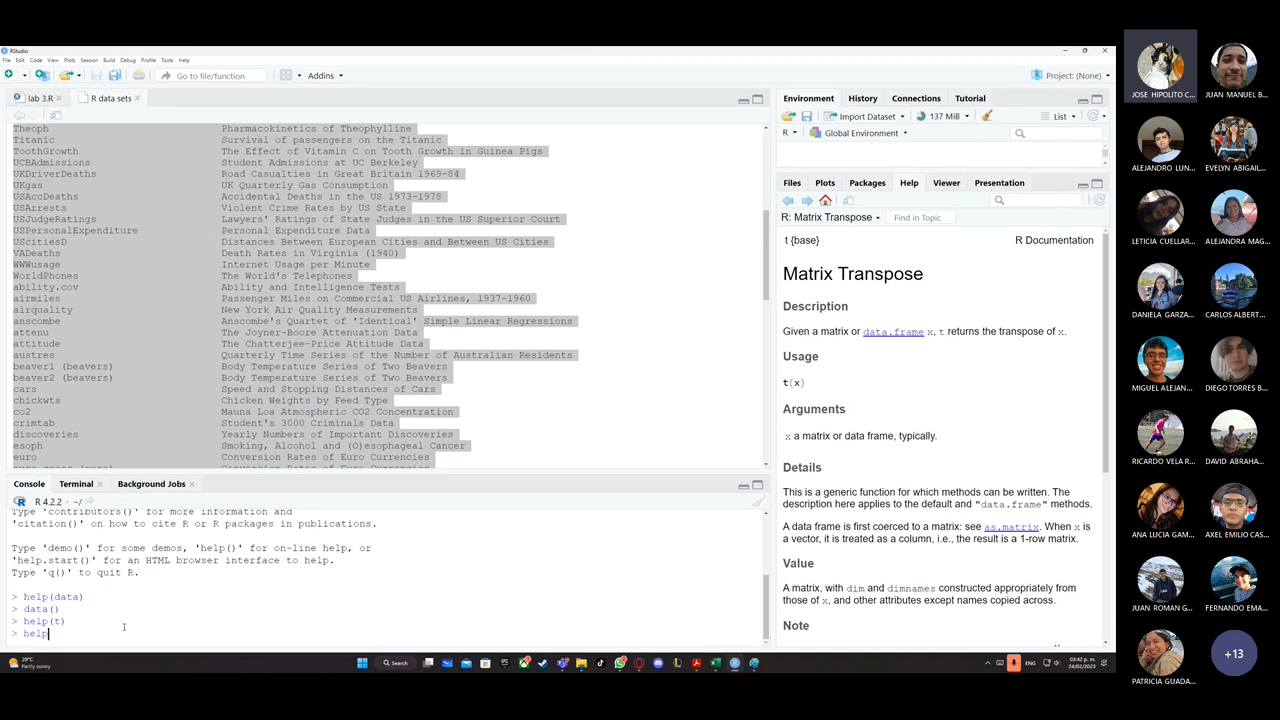 RStudio
File Edit Code View Plots Session Build Debug Profile Tools Help
Go to file/function
Addins
Project: (None)
lab 3.R
R data sets
Theoph Pharmacokinetics of Theophylline
Titanic Survival of passengers on the Titanic
ToothGrowth The Effect of Vitamin C on Tooth Growth in Guinea Pigs
UCBAdmissions Student Admissions at UC Berkeley
UKDriverDeaths Road Casualties in Great Britain 1969-84
UKgas UK Quarterly Gas Consumption
USAccDeaths Accidental Deaths in the US 1973-1978
USArrests Violent Crime Rates by US State
USJudgeRatings Lawyers' Ratings of State Judges in the US Superior Court
USPersonalExpenditure Personal Expenditure Data
UScitiesD Distances Between European Cities and Between US Cities
VADeaths Death Rates in Virginia (1940)
WWWusage Internet Usage per Minute
WorldPhones The World's Telephones
ability.cov Ability and Intelligence Tests
airmiles Passenger Miles on Commercial US Airlines, 1937-1960
airquality New York Air Quality Measurements
anscombe Anscombe's Quartet of 'Identical' Simple Linear Regressions
attenu The Joyner-Boore Attenuation Data
attitude The Chatterjee-Price Attitude Data
austres Quarterly Time Series of the Number of Australian Residents
beaver1 (beavers) Body Temperature Series of Two Beavers
beaver2 (beavers) Body Temperature Series of Two Beavers
cars Speed and Stopping Distances of Cars
chickwts Chicken Weights by Feed Type
co2 Mauna Loa Atmospheric CO2 Concentration
crimtab Student's 3000 Criminals Data
discoveries Yearly Numbers of Important Discoveries
esoph Smoking, Alcohol and (O)esophageal Cancer
euro Conversion Rates of Euro Currencies
Console Terminal Background Jobs
R 4.2.2 · ~/
Type 'contributors()' for more information and
'citation()' on how to cite R or R packages in publications.
Type 'demo()' for some demos, 'help()' for on-line help, or
'help.start()' for an HTML browser interface to help.
Type 'q()' to quit R.
> help(data)
> data()
> help(t)
> help
Environment History Connections Tutorial
Import Dataset 137 MiB List
R Global Environment
Files Plots Packages Help Viewer Presentation
R: Matrix Transpose Find in Topic
t {base} R Documentation
Matrix Transpose
Description
Given a matrix or data.frame x, t returns the transpose of x.
Usage
t(x)
Arguments
x a matrix or data frame, typically.
Details
This is a generic function for which methods can be written. The
description here applies to the default and "data.frame" methods.
A data frame is first coerced to a matrix: see as.matrix. When x is
a vector, it is treated as a column, i.e., the result is a 1-row matrix.
Value
A matrix, with dim and dimnames constructed appropriately from
those of x, and other attributes except names copied across.
Note
29°C
Partly sunny
Search
ENG
03:42 p. m.
24/02/2023
JOSE HIPOLITO C...
JUAN MANUEL B...
ALEJANDRO LUN...
EVELYN ABIGAIL...
LETICIA CUELLAR...
ALEJANDRA MAG...
DANIELA GARZA...
CARLOS ALBERT...
MIGUEL ALEJAN...
DIEGO TORRES B...
RICARDO VELA R...
DAVID ABRAHA...
ANA LUCIA GAM...
AXEL EMILIO CAS...
JUAN ROMAN G...
FERNANDO EMA...
PATRICIA GUADA...
+13